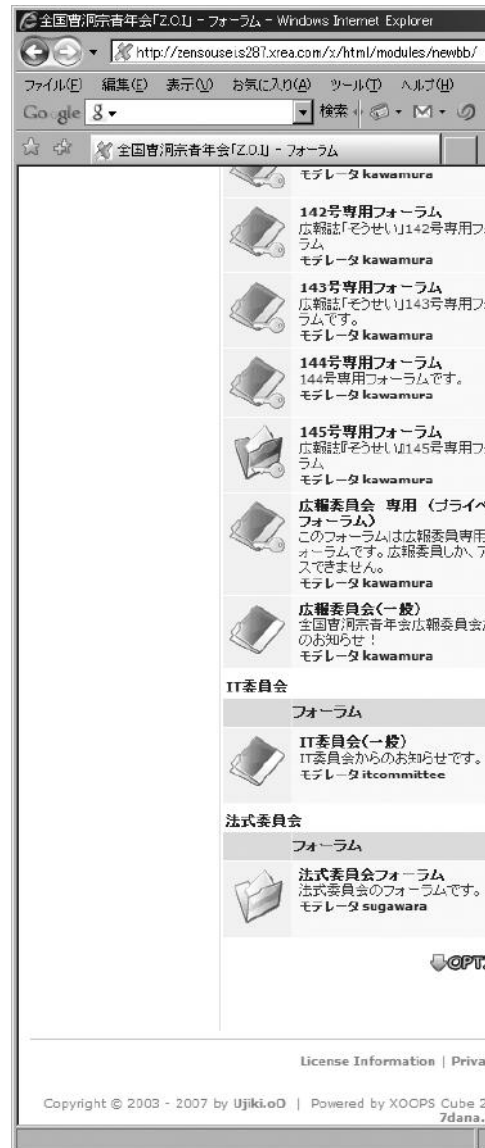 全国曹洞宗青年会「Z.O.I」 - フォーラム - Windows Internet Explorer
http://zensouseis287.xrea.com/x/html/modules/newbb/
ファイル(F) 編集(E) 表示(V) お気に入り(A) ツール(T) ヘルプ(H)
Google 検索
全国曹洞宗青年会「Z.O.I」 - フォーラム
モデレータ kawamura
142号専用フォーラム
広報誌「そうせい」142号専用フ
ラム
モデレータ kawamura
143号専用フォーラム
広報誌「そうせい」143号専用フ
ラムです。
モデレータ kawamura
144号専用フォーラム
144号専用フォーラムです。
モデレータ kawamura
145号専用フォーラム
広報誌『そうせい』145号専用フ
ラム
モデレータ kawamura
広報委員会 専用 (プライベ
フォーラム)
このフォーラムは広報委員専用
ォーラムです。広報委員しか、ア
スできません。
モデレータ kawamura
広報委員会(一般)
全国曹洞宗青年会広報委員会か
のお知らせ！
モデレータ kawamura
IT委員会
フォーラム
IT委員会(一般)
IT委員会からのお知らせです。
モデレータ itcommittee
法式委員会
フォーラム
法式委員会フォーラム
法式委員会のフォーラムです。
モデレータ sugawara
OPT
License Information | Priva
Copyright © 2003 - 2007 by Ujiki.oO | Powered by XOOPS Cube 2
7dana.